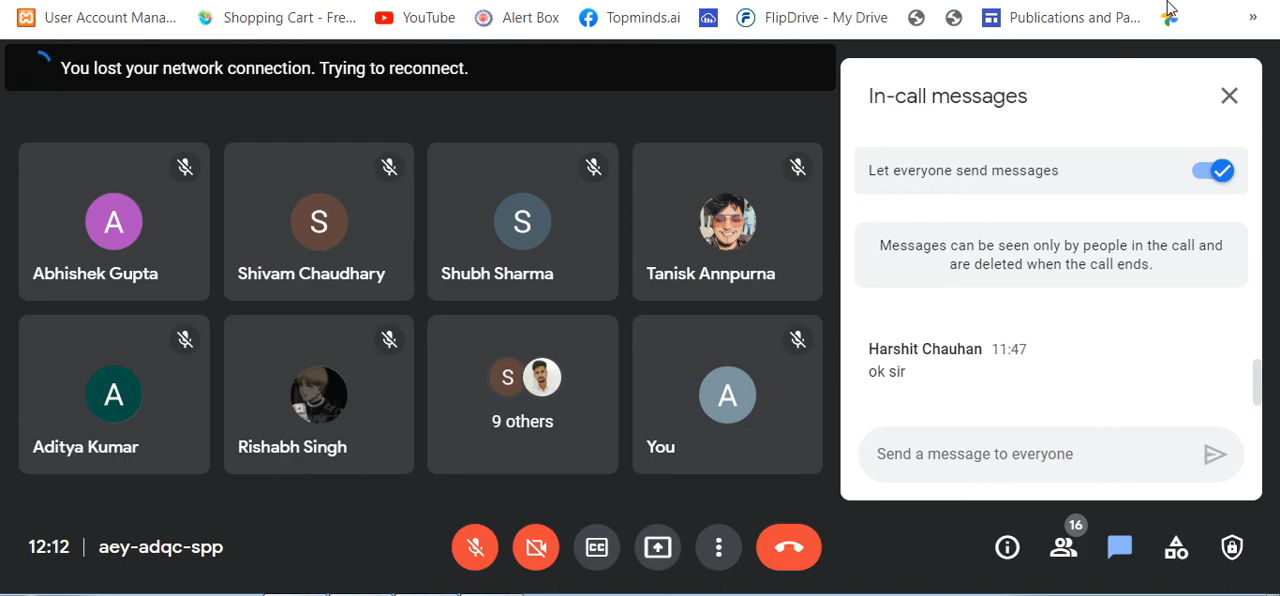 User Account Mana... Shopping Cart - Fre... YouTube Alert Box Topminds.ai FlipDrive - My Drive Publications and Pa... »
You lost your network connection. Trying to reconnect.
In-call messages
Let everyone send messages
Messages can be seen only by people in the call and
are deleted when the call ends.
A
Abhishek Gupta
S
Shivam Chaudhary
S
Shubh Sharma
Tanisk Annpurna
A
Aditya Kumar
Rishabh Singh
S
9 others
A
You
Harshit Chauhan 11:47
ok sir
Send a message to everyone
12:12 | aey-adqc-spp
CC
16